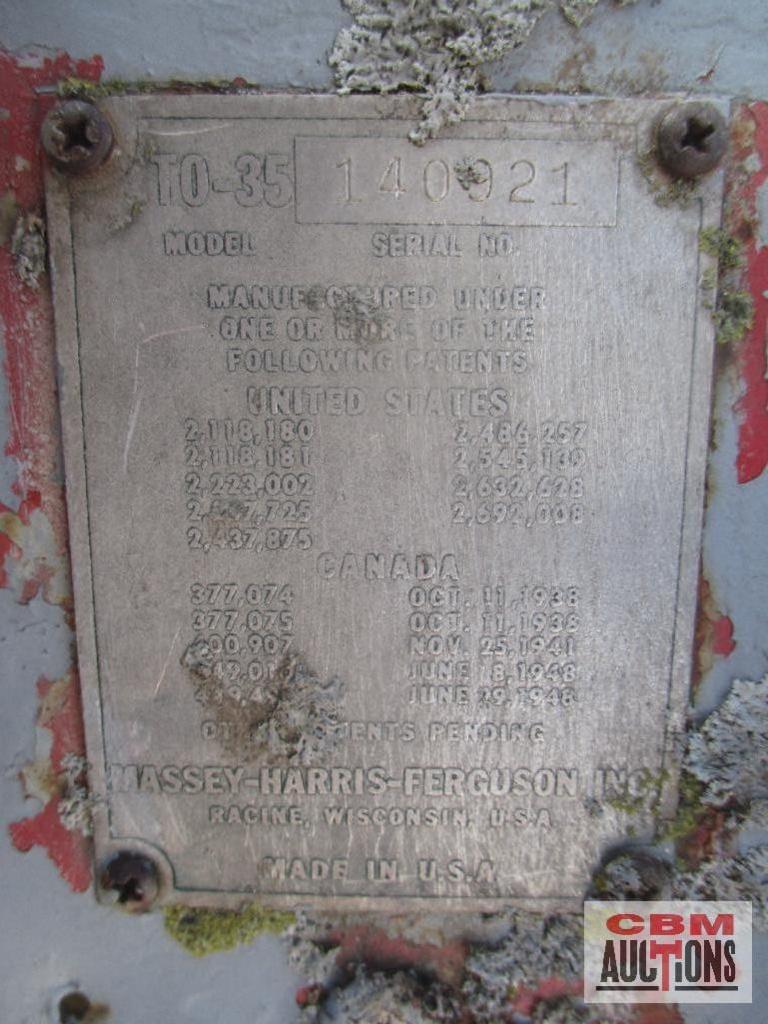 TO-35 140921
MODEL SERIAL NO.
MANUFACTURED UNDER
ONE OR MORE OF THE
FOLLOWING PATENTS
UNITED STATES
2,118,180 2,486,257
2,118,181 2,545,139
2,223,002 2,632,628
2,692,008
2,437,875
CANADA
377,074 OCT. 11, 1938
377,075 OCT. 11, 1938
NOV. 25, 1941
JUNE 8, 1948
JUNE 29, 1948
PENDING
MASSEY-HARRIS-FERGUSON INC.
RACINE, WISCONSIN, U.S.A.
MADE IN U.S.A.
CBM
AUCTIONS